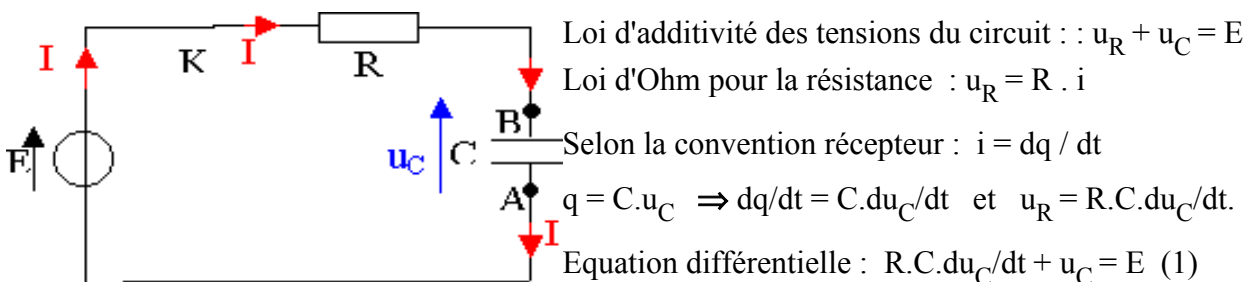 Loi d'additivité des tensions du circuit : : u_R + u_C = E
I K I R
Loi d'Ohm pour la résistance : u_R = R . i
B
E u_C C
Selon la convention récepteur : i = dq / dt
A
q = C.u_C ⇒ dq/dt = C.du_C/dt et u_R = R.C.du_C/dt.
I
Equation différentielle : R.C.du_C/dt + u_C = E (1)